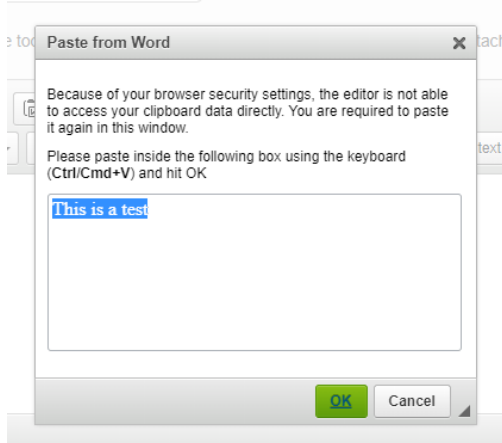 Paste from Word
Because of your browser security settings, the editor is not able
to access your clipboard data directly. You are required to paste
it again in this window.
Please paste inside the following box using the keyboard
(Ctrl/Cmd+V) and hit OK
This is a test
OK
Cancel
text